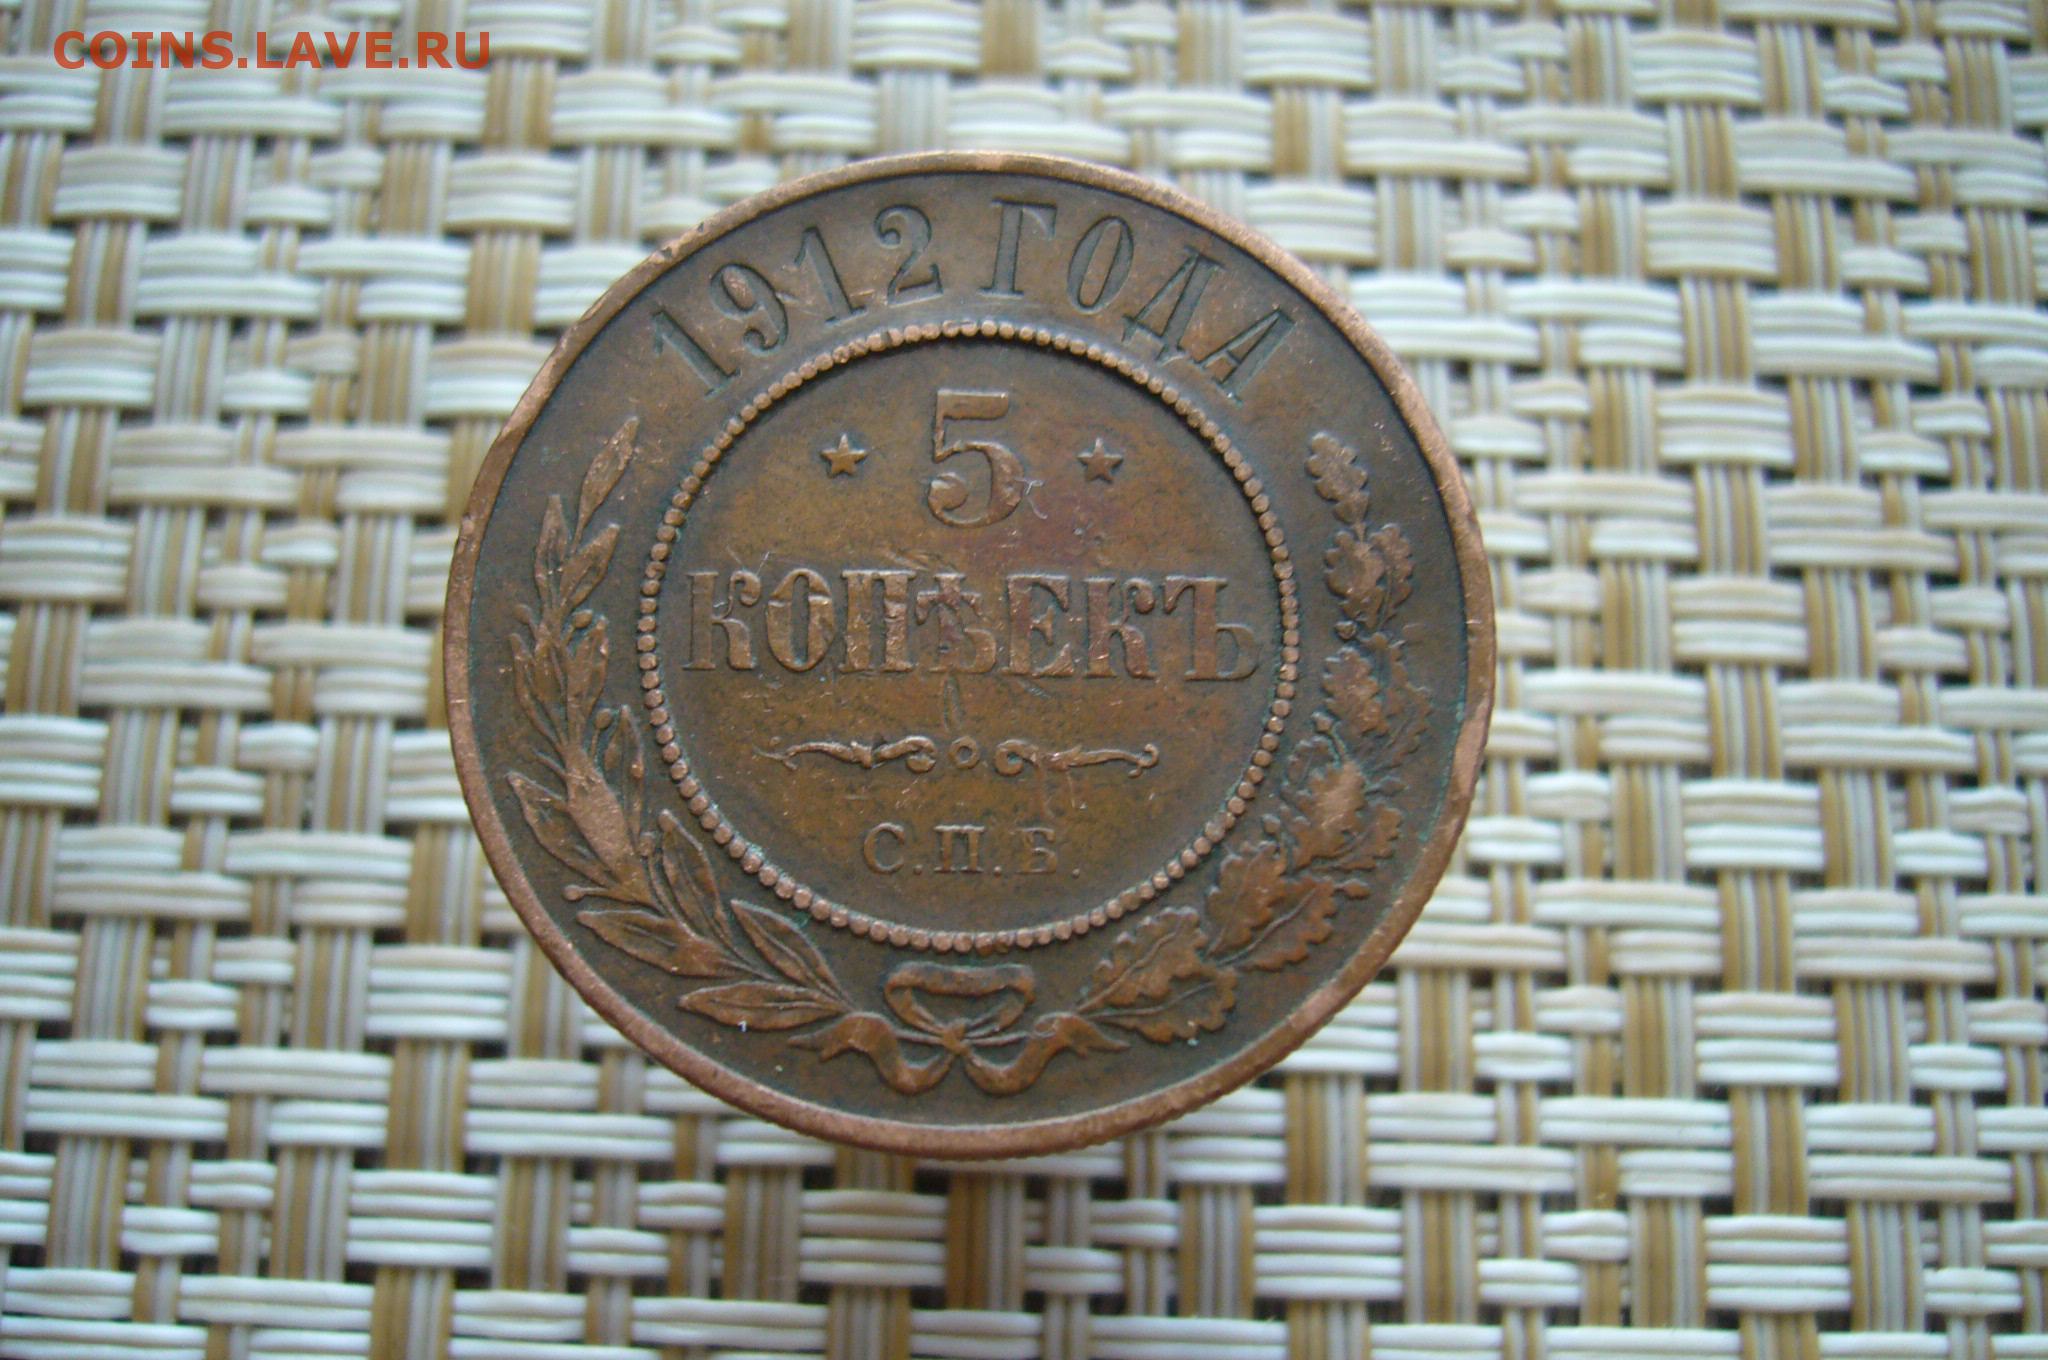 COINS.LAVE.RU
1912 ГОДА
5
КОПѢЕКЪ
С.П.Б.